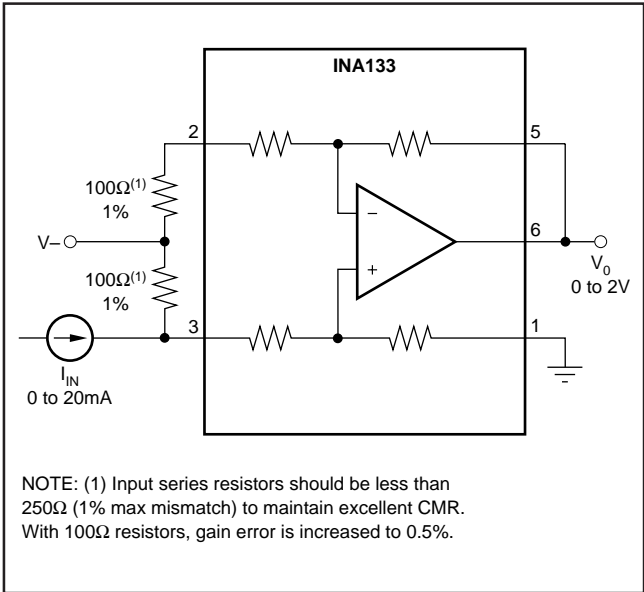 INA133
2
5
100Ω(1)
1%
V–
–
6
V0
0 to 2V
100Ω(1)
1%
+
3
1
IIN
0 to 20mA
NOTE: (1) Input series resistors should be less than
250Ω (1% max mismatch) to maintain excellent CMR.
With 100Ω resistors, gain error is increased to 0.5%.